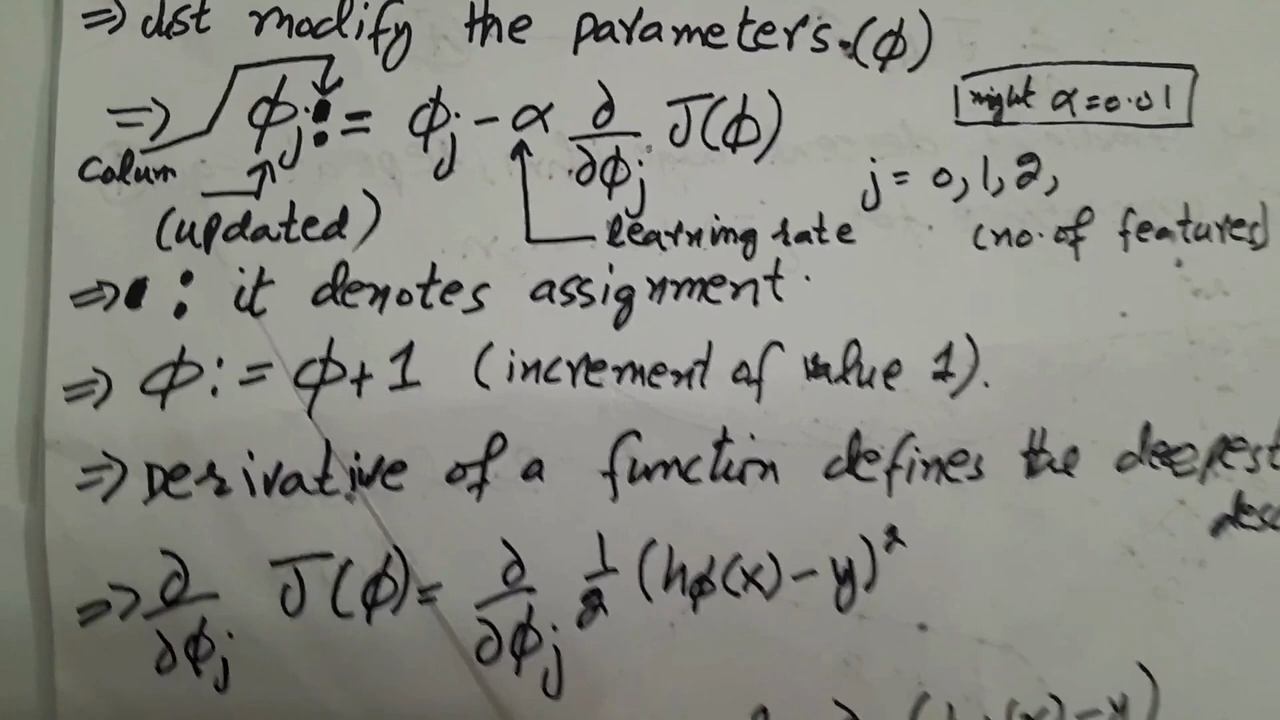 ⇒ dst modify the parameters. (ϕ)
⇒ ϕj := ϕj - α ∂/∂ϕj J(ϕ)
might α = 0.01
colum
(updated)
learning rate
j = 0, 1, 2,
(no. of features)
⇒ : it denotes assignment.
⇒ ϕ := ϕ + 1 (increment of value 1).
⇒ Derivative of a function defines the deepest
⇒ ∂/∂ϕj J(ϕ) = ∂/∂ϕj 1/2 (hϕ(x) - y)²